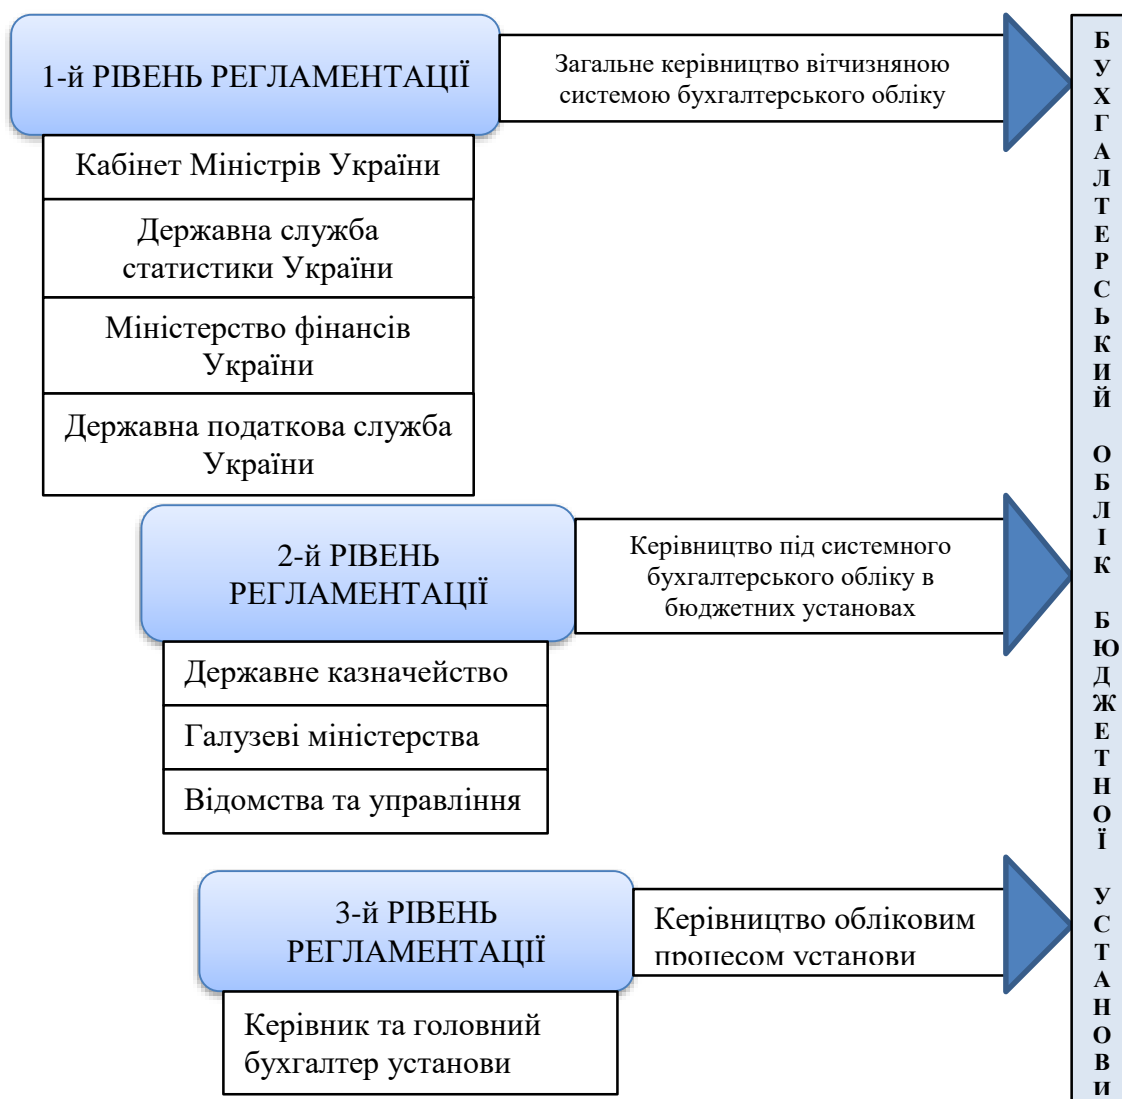 1-й РІВЕНЬ РЕГЛАМЕНТАЦІЇ
Загальне керівництво вітчизняною
системою бухгалтерського обліку
Кабінет Міністрів України
Державна служба
статистики України
Міністерство фінансів
України
Державна податкова служба
України
2-й РІВЕНЬ
РЕГЛАМЕНТАЦІЇ
Керівництво під системного
бухгалтерського обліку в
бюджетних установах
Державне казначейство
Галузеві міністерства
Відомства та управління
3-й РІВЕНЬ
РЕГЛАМЕНТАЦІЇ
Керівництво обліковим
процесом установи
Керівник та головний
бухгалтер установи
БУХГАЛТЕРСЬКИЙ ОБЛІК БЮДЖЕТНОЇ УСТАНОВИ